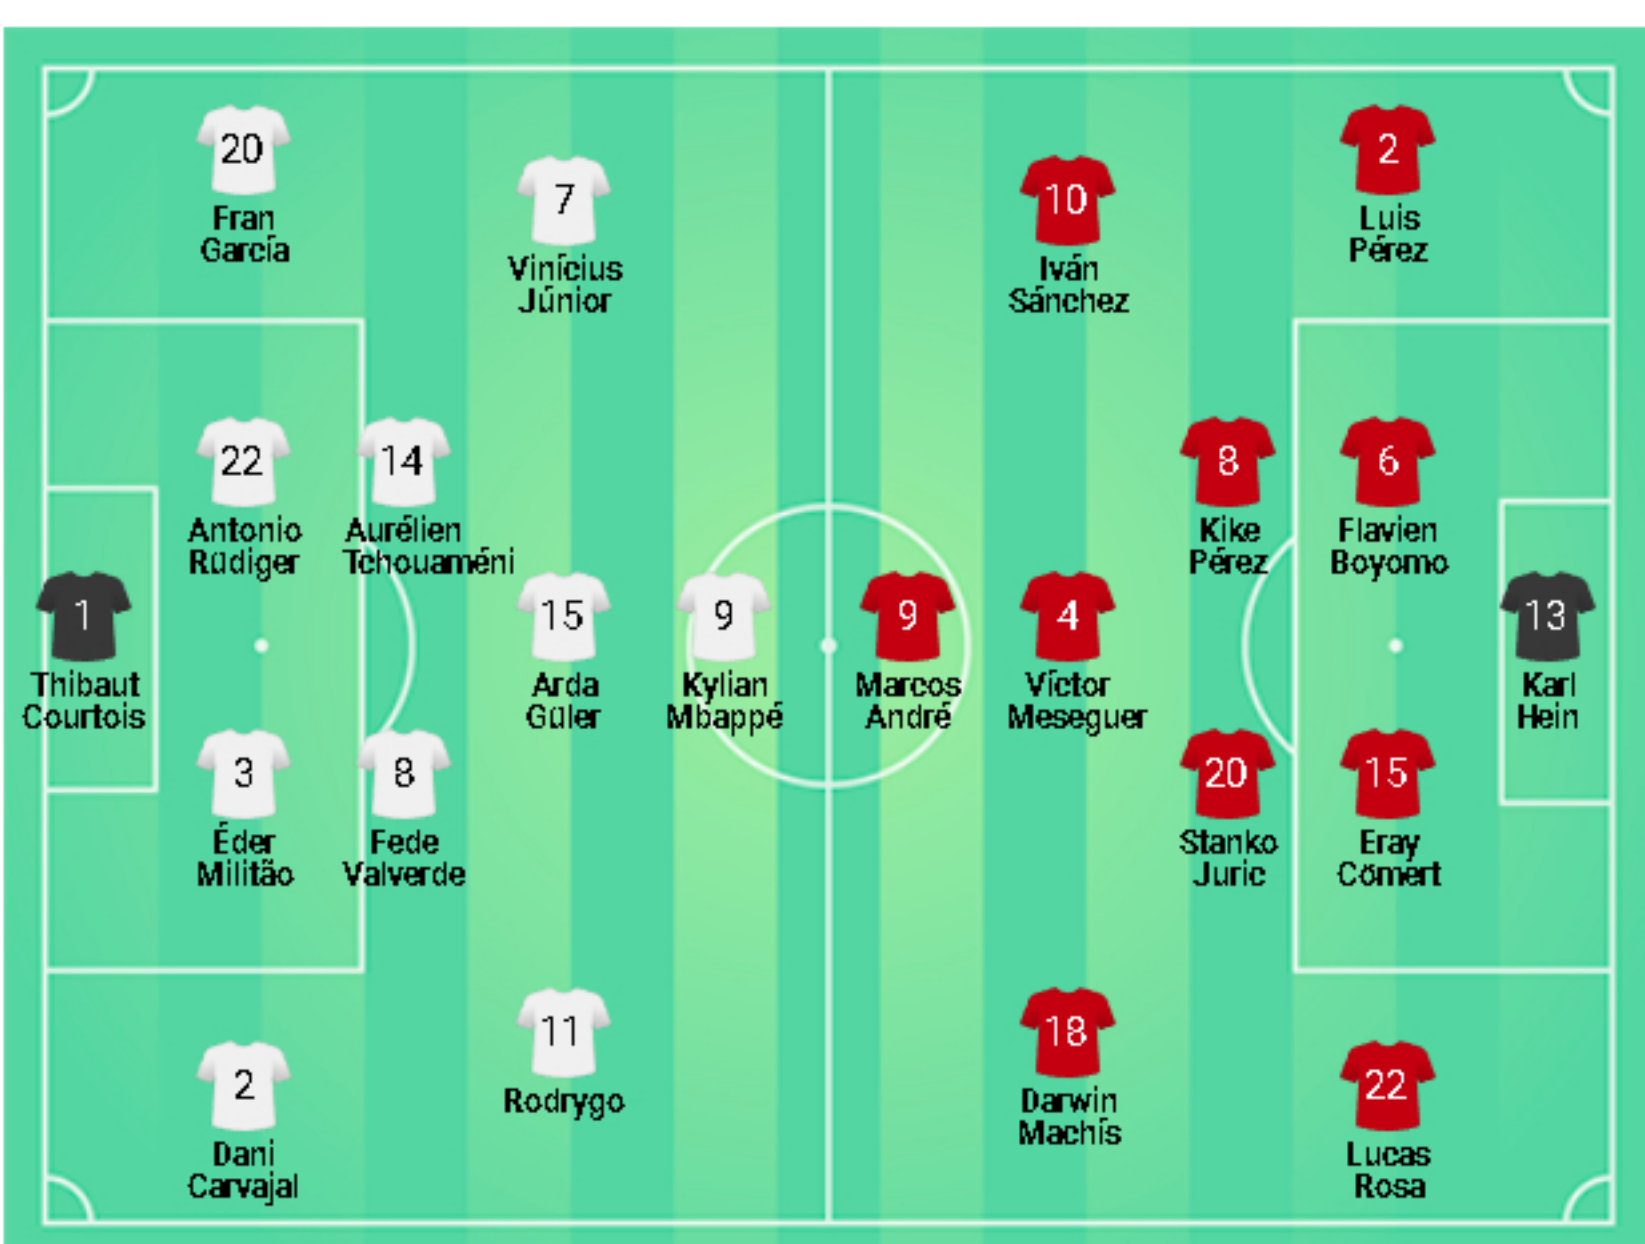 20
Fran
García
7
Vinícius
Júnior
10
Iván
Sánchez
2
Luis
Pérez
22
Antonio
Rüdiger
14
Aurélien
Tchouaméni
8
Kike
Pérez
6
Flavien
Boyomo
1
Thibaut
Courtois
15
Arda
Güler
9
Kylian
Mbappé
9
Marcos
André
4
Víctor
Meseguer
13
Karl
Hein
3
Éder
Militão
8
Fede
Valverde
20
Stanko
Juric
15
Eray
Cömert
2
Dani
Carvajal
11
Rodrygo
18
Darwin
Machís
22
Lucas
Rosa